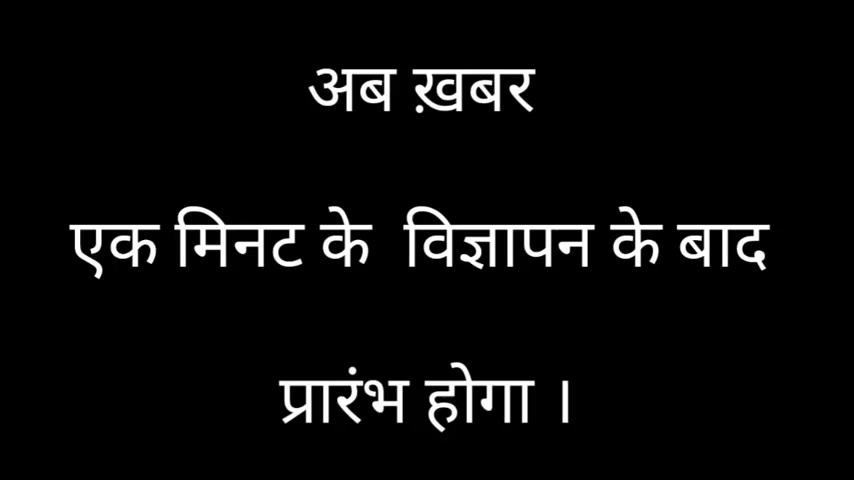 अब ख़बर
एक मिनट के विज्ञापन के बाद
प्रारंभ होगा ।